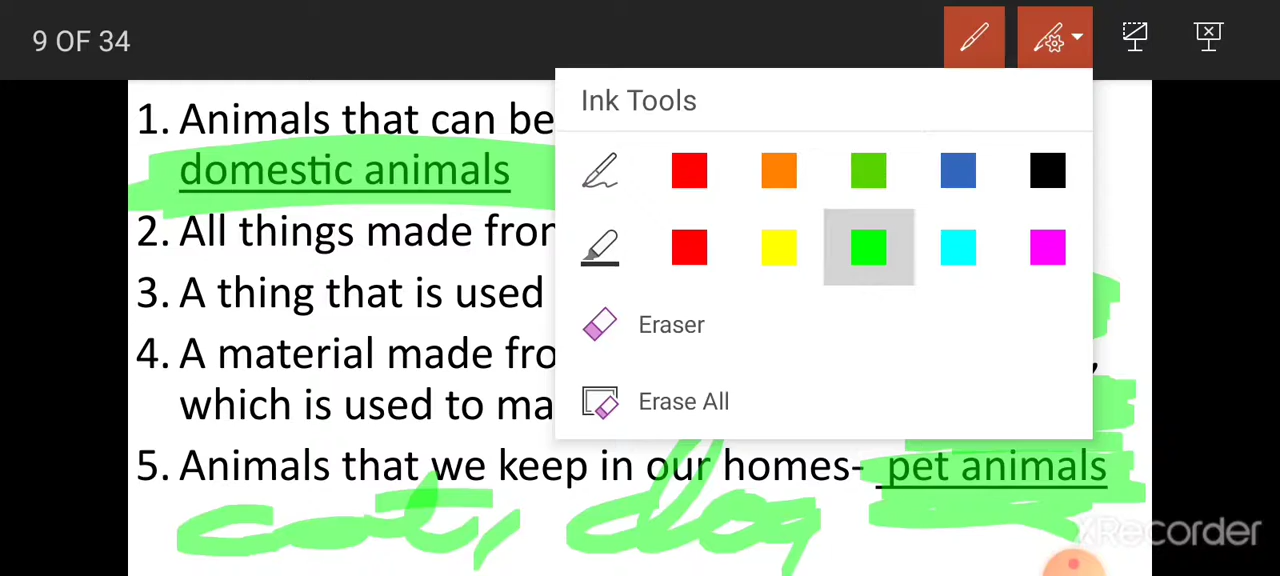 9 OF 34
Ink Tools
Eraser
Erase All
1. Animals that can be
domestic animals
2. All things made from
3. A thing that is used
4. A material made fro
,
which is used to ma
5. Animals that we keep in our homes- pet animals
cat, dog
XRecorder